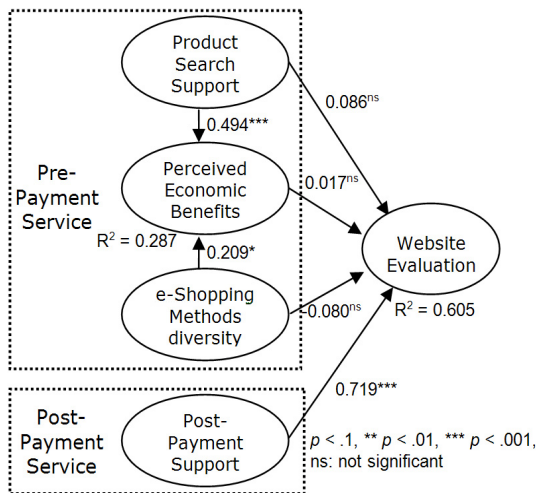 Product
Search
Support
0.086ns
0.494***
Pre-
Payment
Service
Perceived
Economic
Benefits
0.017ns
R2 = 0.287
0.209*
Website
Evaluation
e-Shopping
Methods
diversity
-0.080ns
R2 = 0.605
0.719***
Post-
Payment
Service
Post-
Payment
Support
p < .1, ** p < .01, *** p < .001,
ns: not significant